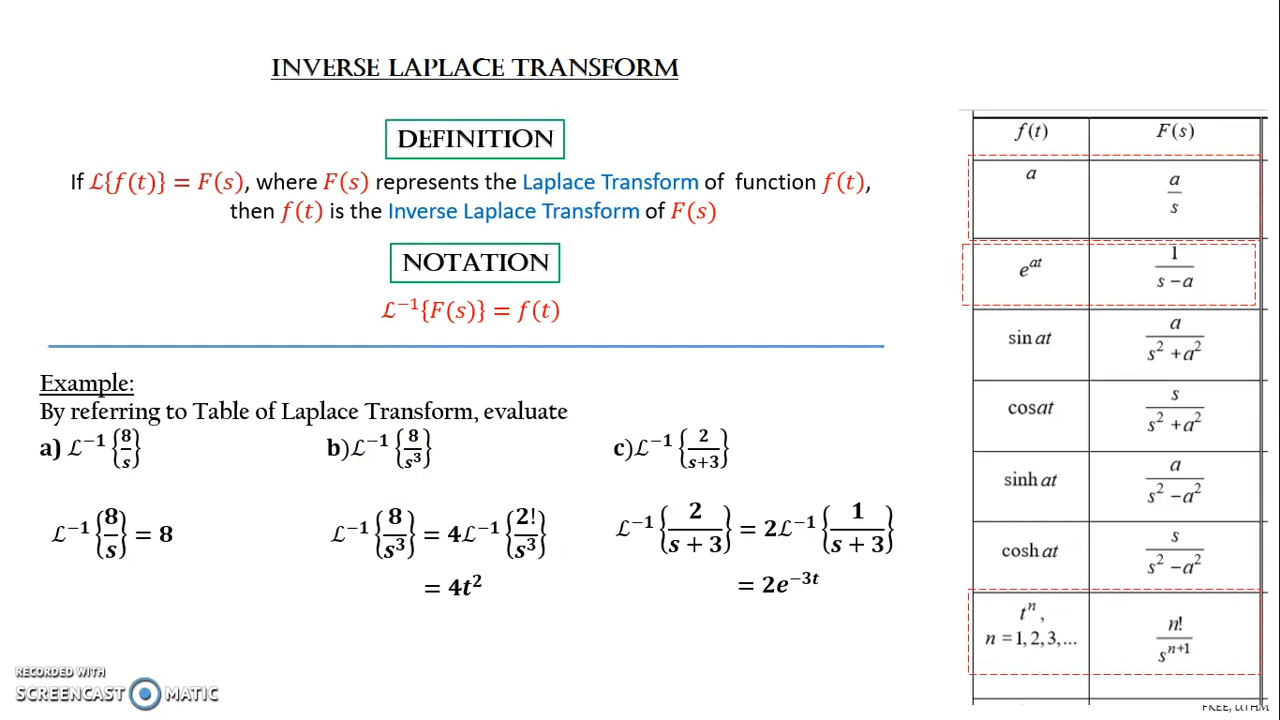 INVERSE LAPLACE TRANSFORM
DEFINITION
If ℒ{f(t)} = F(s), where F(s) represents the Laplace Transform of function f(t),
then f(t) is the Inverse Laplace Transform of F(s)
NOTATION
ℒ⁻¹{F(s)} = f(t)
Example:
By referring to Table of Laplace Transform, evaluate
a) ℒ⁻¹{8/s} b)ℒ⁻¹{8/s³} c)ℒ⁻¹{2/(s+3)}
ℒ⁻¹{8/s} = 8 ℒ⁻¹{8/s³} = 4ℒ⁻¹{2!/s³} ℒ⁻¹{2/(s + 3)} = 2ℒ⁻¹{1/(s + 3)}
= 4t² = 2e⁻³ᵗ
f(t) F(s)
a a/s
e^{at} 1/(s − a)
sin at a/(s² + a²)
cos at s/(s² + a²)
sinh at a/(s² − a²)
cosh at s/(s² − a²)
tⁿ,
n = 1, 2, 3, ... n!/s^{n+1}
RECORDED WITH
SCREENCAST MATIC